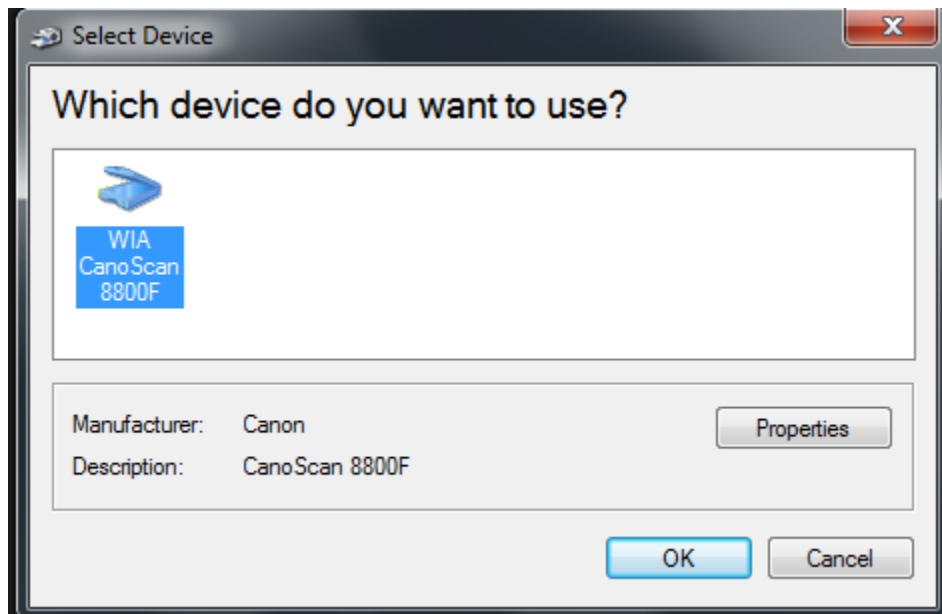 Select Device
Which device do you want to use?
WIA
CanoScan
8800F
Manufacturer: Canon
Properties
Description: CanoScan 8800F
OK Cancel